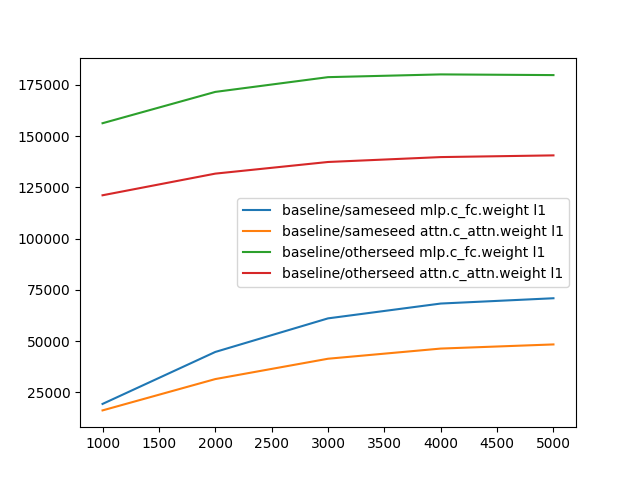 175000
150000
125000
100000
75000
50000
25000
baseline/sameseed mlp.c_fc.weight l1
baseline/sameseed attn.c_attn.weight l1
baseline/otherseed mlp.c_fc.weight l1
baseline/otherseed attn.c_attn.weight l1
1000 1500 2000 2500 3000 3500 4000 4500 5000